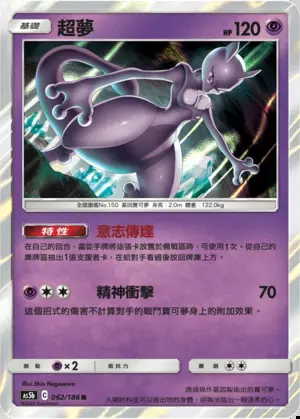 基礎 超夢 HP 120
全國圖鑑No.150 基因寶可夢 身高：2.0m 體重：122.0kg
特性 意志傳達
在自己的回合，當從手牌將這張卡放置於備戰區時，可使用1次。從自己的
棄牌區抽出1張支援者卡，在給對手看過後放回牌庫上方。
精神衝擊 70
這個招式的傷害不計算對手的戰鬥寶可夢身上的附加效果。
弱點 ×2 抵抗力 撤退
Illus. Shin Nagasawa
AS5b C 062/186 R